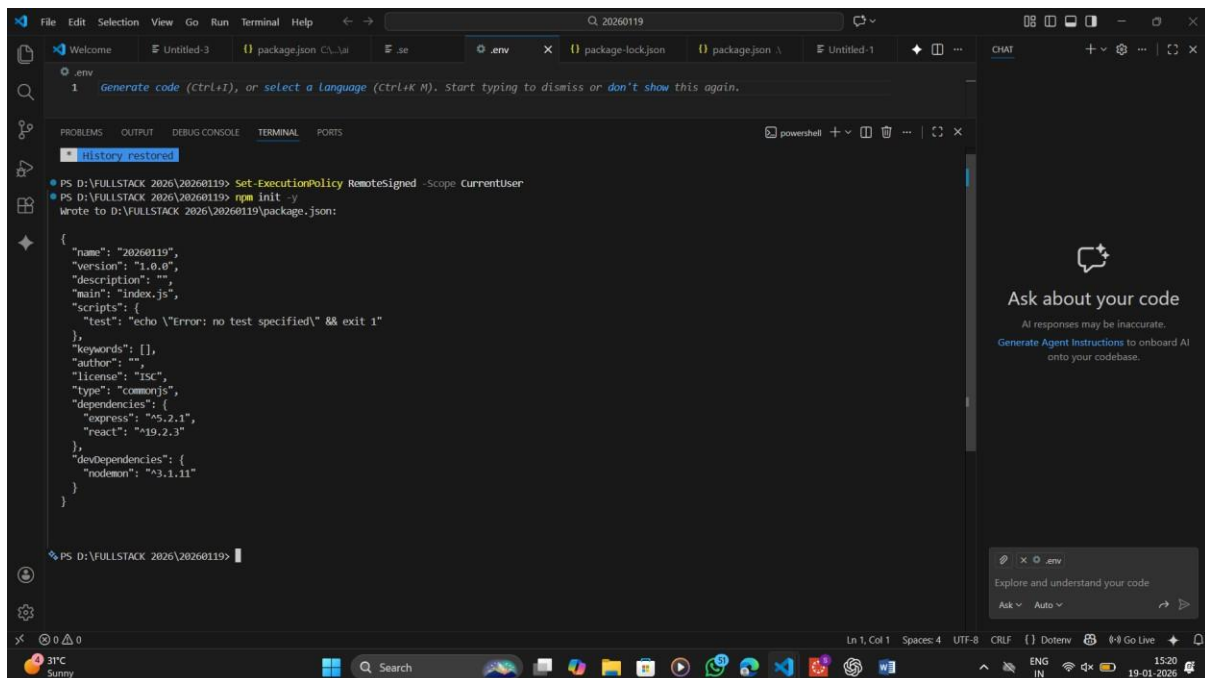 File Edit Selection View Go Run Terminal Help
20260119
Welcome
Untitled-3
package.json C:\...\ai
.se
.env
package-lock.json
package.json .\
Untitled-1
CHAT
.env
1 Generate code (Ctrl+I), or select a language (Ctrl+K M). Start typing to dismiss or don't show this again.
PROBLEMS OUTPUT DEBUG CONSOLE TERMINAL PORTS
powershell
* History restored
PS D:\FULLSTACK 2026\20260119> Set-ExecutionPolicy RemoteSigned -Scope CurrentUser
PS D:\FULLSTACK 2026\20260119> npm init -y
Wrote to D:\FULLSTACK 2026\20260119\package.json:
{
"name": "20260119",
"version": "1.0.0",
"description": "",
"main": "index.js",
"scripts": {
"test": "echo \"Error: no test specified\" && exit 1"
},
"keywords": [],
"author": "",
"license": "ISC",
"type": "commonjs",
"dependencies": {
"express": "^5.2.1",
"react": "^19.2.3"
},
"devDependencies": {
"nodemon": "^3.1.11"
}
}
PS D:\FULLSTACK 2026\20260119>
Ask about your code
AI responses may be inaccurate.
Generate Agent Instructions to onboard AI
onto your codebase.
.env
Explore and understand your code
Ask Auto
0 0
Ln 1, Col 1 Spaces: 4 UTF-8 CRLF {} Dotenv Go Live
4
31°C
Sunny
Search
51
ENG
IN
15:20
19-01-2026